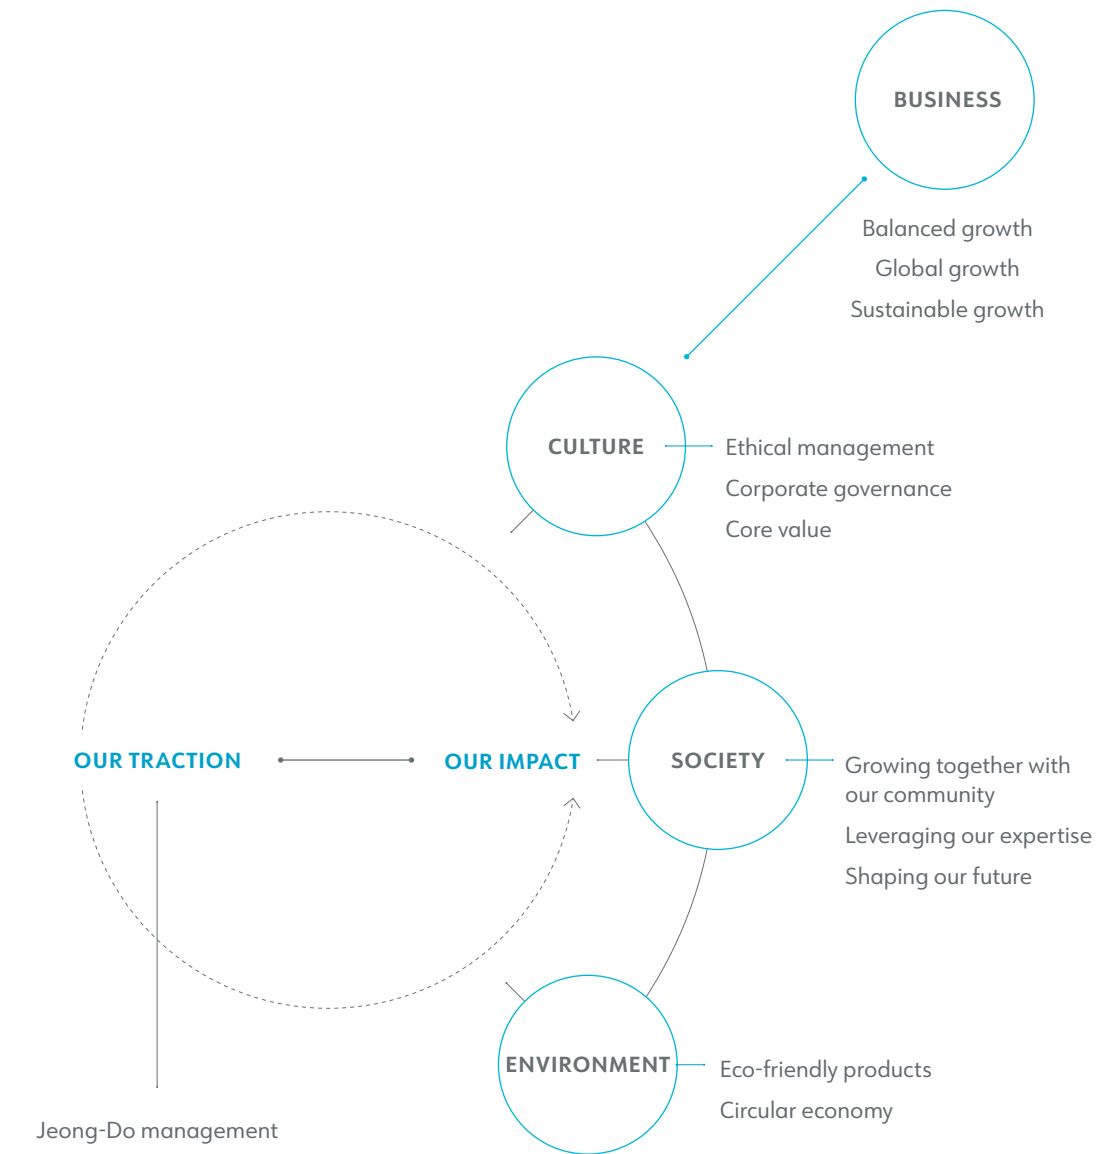 BUSINESS
Balanced growth
Global growth
Sustainable growth
CULTURE
Ethical management
Corporate governance
Core value
OUR TRACTION
OUR IMPACT
SOCIETY
Growing together with
our community
Leveraging our expertise
Shaping our future
ENVIRONMENT
Eco-friendly products
Circular economy
Jeong-Do management